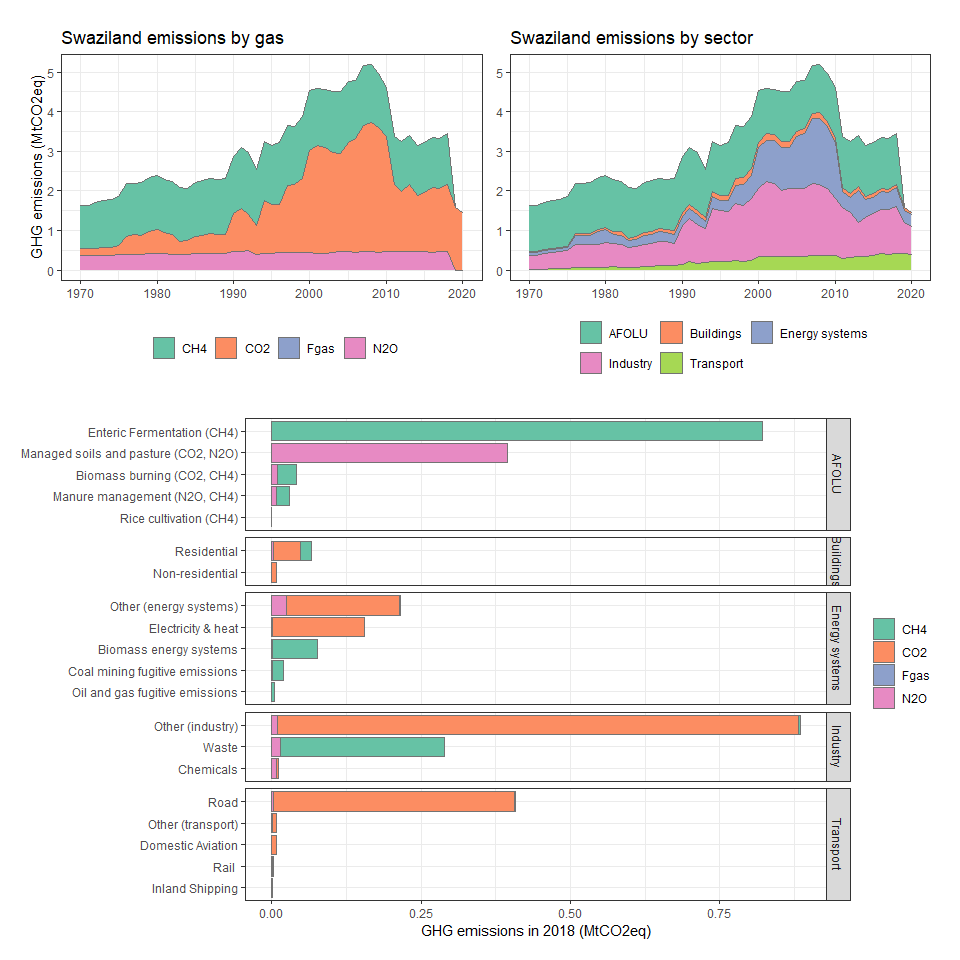 Swaziland emissions by gas
GHG emissions (MtCO2eq)
5
4
3
2
1
0
1970
1980
1990
2000
2010
2020
CH4
CO2
Fgas
N2O
Swaziland emissions by sector
5
4
3
2
1
0
1970
1980
1990
2000
2010
2020
AFOLU
Buildings
Energy systems
Industry
Transport
Enteric Fermentation (CH4)
Managed soils and pasture (CO2, N2O)
Biomass burning (CO2, CH4)
Manure management (N2O, CH4)
Rice cultivation (CH4)
AFOLU
Residential
Non-residential
Buildings
Other (energy systems)
Electricity & heat
Biomass energy systems
Coal mining fugitive emissions
Oil and gas fugitive emissions
Energy systems
Other (industry)
Waste
Chemicals
Industry
Road
Other (transport)
Domestic Aviation
Rail
Inland Shipping
Transport
0.00
0.25
0.50
0.75
GHG emissions in 2018 (MtCO2eq)
CH4
CO2
Fgas
N2O